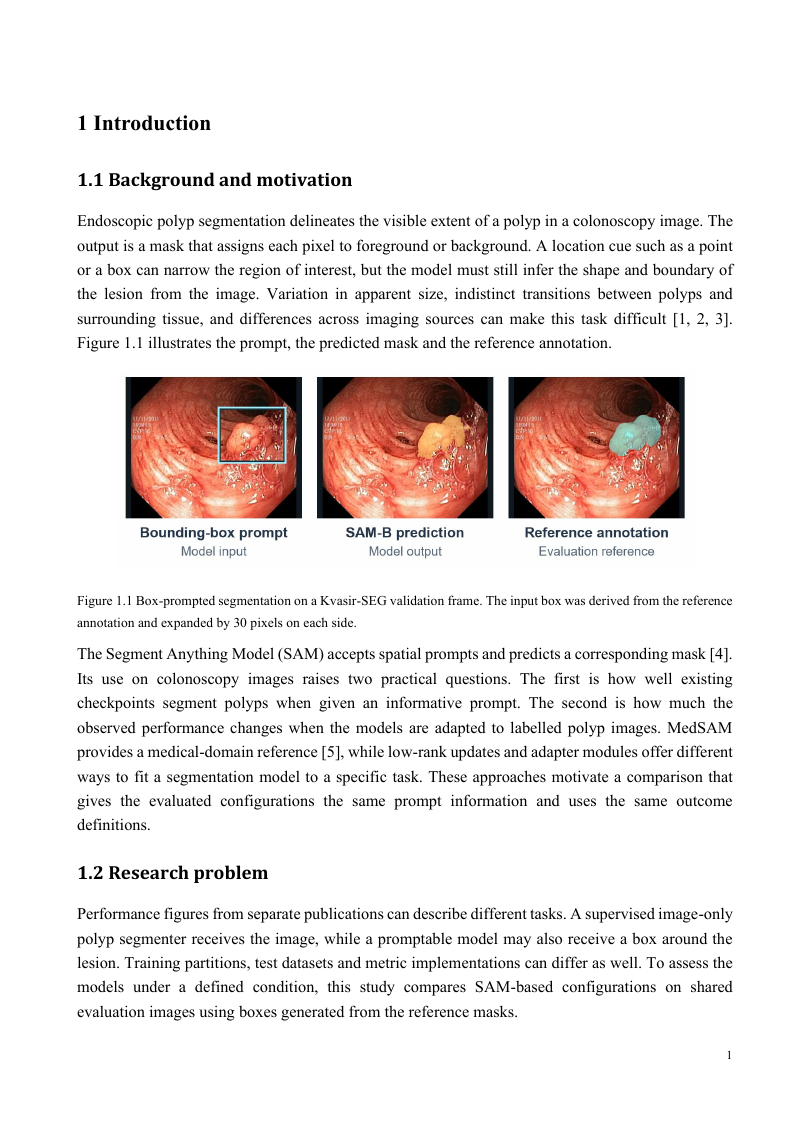 1 Introduction
1.1 Background and motivation
Endoscopic polyp segmentation delineates the visible extent of a polyp in a colonoscopy image. The
output is a mask that assigns each pixel to foreground or background. A location cue such as a point
or a box can narrow the region of interest, but the model must still infer the shape and boundary of
the lesion from the image. Variation in apparent size, indistinct transitions between polyps and
surrounding tissue, and differences across imaging sources can make this task difficult [1, 2, 3].
Figure 1.1 illustrates the prompt, the predicted mask and the reference annotation.
Bounding-box prompt
Model input
SAM-B prediction
Model output
Reference annotation
Evaluation reference
Figure 1.1 Box-prompted segmentation on a Kvasir-SEG validation frame. The input box was derived from the reference
annotation and expanded by 30 pixels on each side.
The Segment Anything Model (SAM) accepts spatial prompts and predicts a corresponding mask [4].
Its use on colonoscopy images raises two practical questions. The first is how well existing
checkpoints segment polyps when given an informative prompt. The second is how much the
observed performance changes when the models are adapted to labelled polyp images. MedSAM
provides a medical-domain reference [5], while low-rank updates and adapter modules offer different
ways to fit a segmentation model to a specific task. These approaches motivate a comparison that
gives the evaluated configurations the same prompt information and uses the same outcome
definitions.
1.2 Research problem
Performance figures from separate publications can describe different tasks. A supervised image-only
polyp segmenter receives the image, while a promptable model may also receive a box around the
lesion. Training partitions, test datasets and metric implementations can differ as well. To assess the
models under a defined condition, this study compares SAM-based configurations on shared
evaluation images using boxes generated from the reference masks.
1